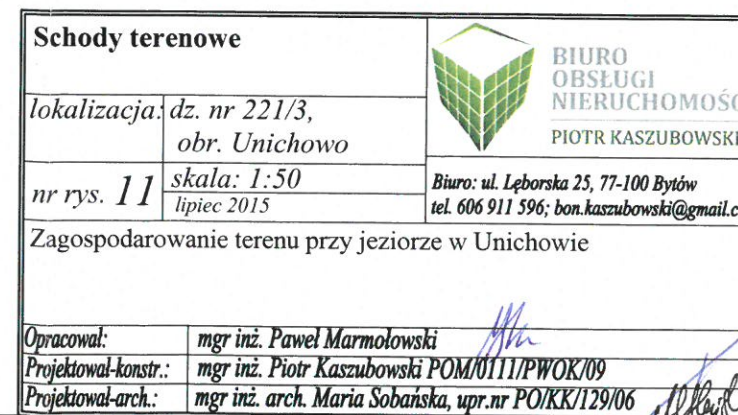 Schody terenowe
BIURO
OBSŁUGI
NIERUCHOMOŚC
PIOTR KASZUBOWSKI
lokalizacja: dz. nr 221/3,
obr. Unichowo
nr rys. 11
skala: 1:50
lipiec 2015
Biuro: ul. Lęborska 25, 77-100 Bytów
tel. 606 911 596; bon.kaszubowski@gmail.c
Zagospodarowanie terenu przy jeziorze w Unichowie
Opracował: mgr inż. Paweł Marmołowski
Projektował-konstr.: mgr inż. Piotr Kaszubowski POM/0111/PWOK/09
Projektował-arch.: mgr inż. arch. Maria Sobańska, upr.nr PO/KK/129/06